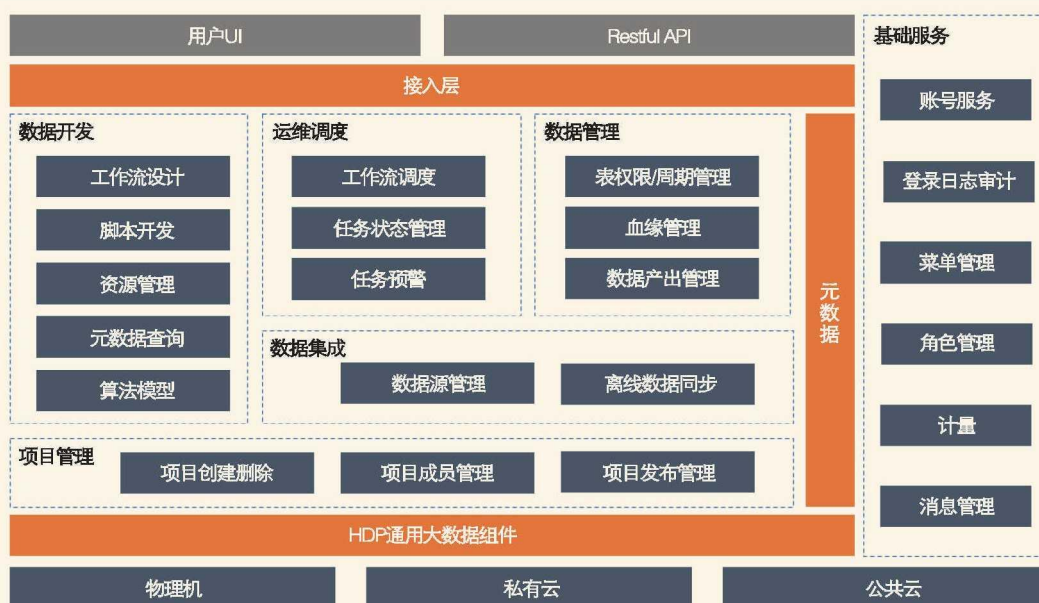 用户UI
Restful API
接入层
数据开发
工作流设计
脚本开发
资源管理
元数据查询
算法模型
运维调度
工作流调度
任务状态管理
任务预警
数据管理
表权限/周期管理
血缘管理
数据产出管理
数据集成
数据源管理
离线数据同步
项目管理
项目创建删除
项目成员管理
项目发布管理
元数据
HDP通用大数据组件
物理机
私有云
公共云
基础服务
账号服务
登录日志审计
菜单管理
角色管理
计量
消息管理